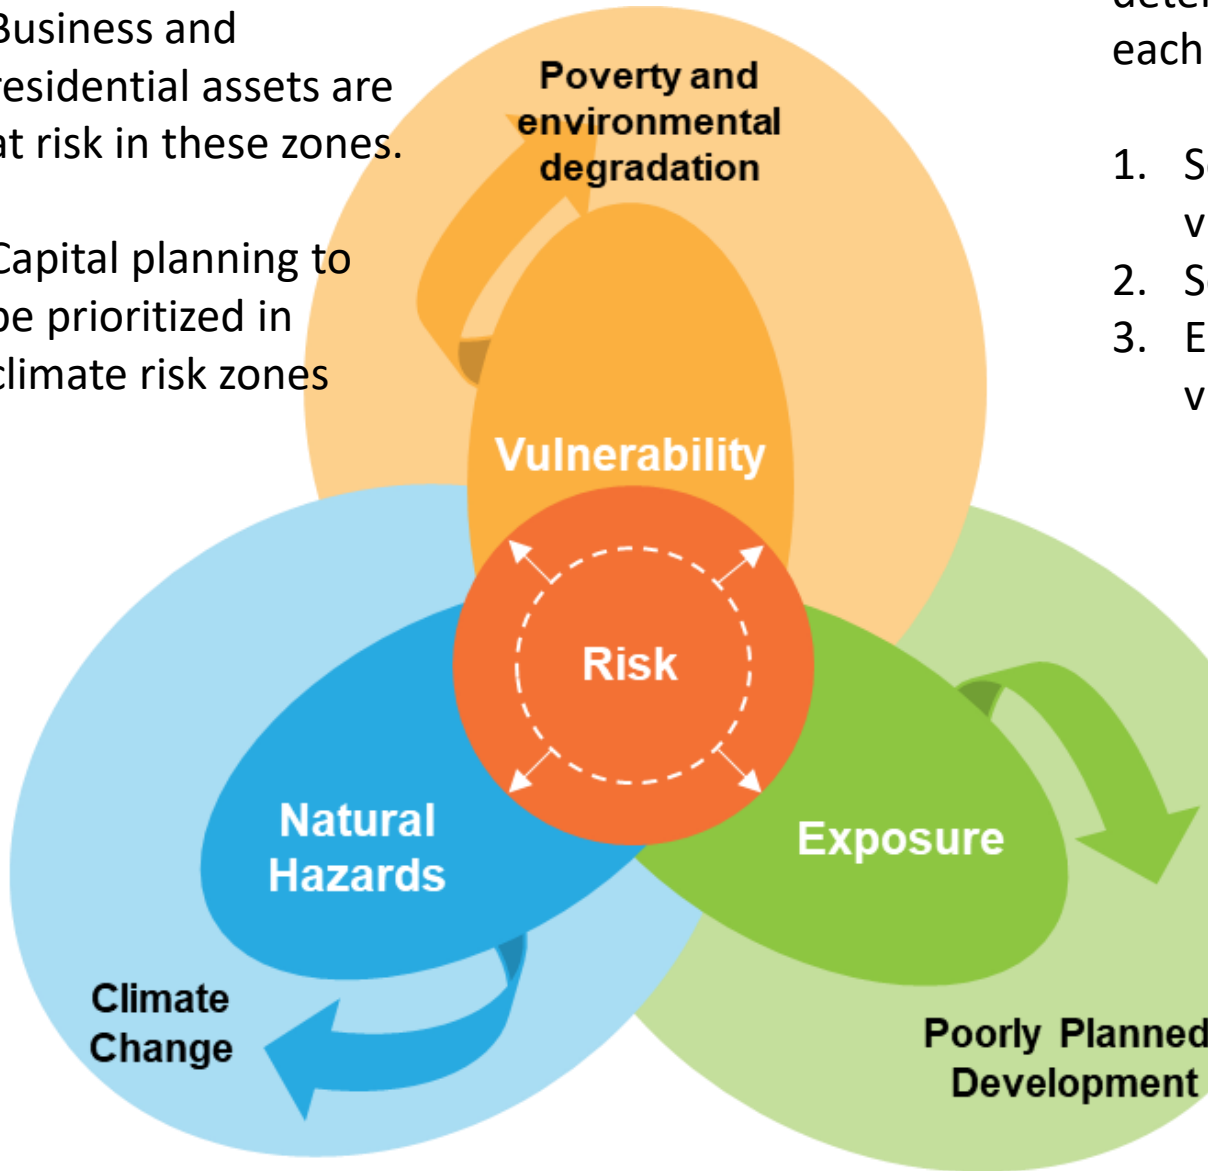 Business and
residential assets are
at risk in these zones.
Capital planning to
be prioritized in
climate risk zones
each
1.
2.
3.
Poverty and
environmental
degradation
Vulnerability
Risk
Natural
Hazards
Exposure
Climate
Change
Poorly Planned
Development